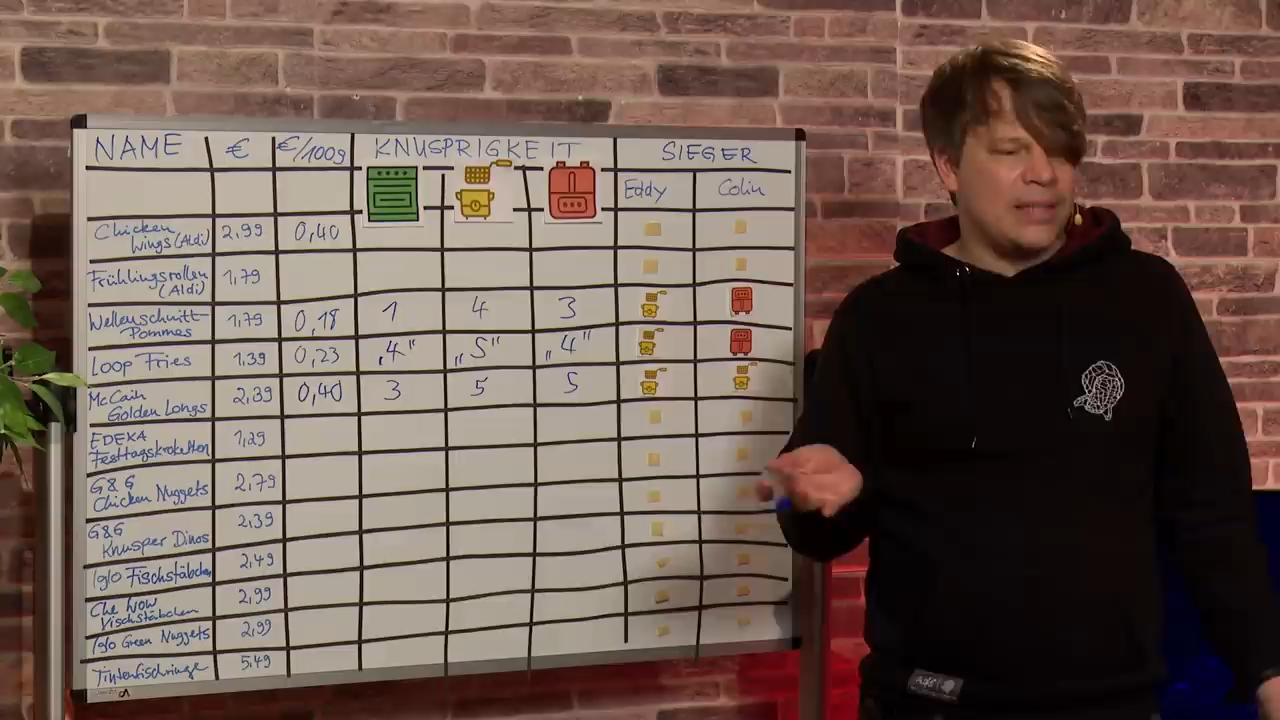 NAME € €/100g KNUSPRIGKEIT SIEGER
Eddy Colin
Chicken Wings (Aldi) 2,99 0,40
Frühlingsrollen (Aldi) 1,79
Wellenschnitt-Pommes 1,79 0,18 1 4 3
Loop Fries 1,39 0,23 „4" „5" „4"
McCain Golden Longs 2,39 0,40 3 5 5
EDEKA Festtagskroketten 1,29
G&G Chicken Nuggets 2,79
G&G Knusper Dinos 2,39
Iglo Fischstäbchen 2,49
Che Wow Vischstäbchen 2,99
Iglo Green Nuggets 2,99
Tintenfischringe 5,49